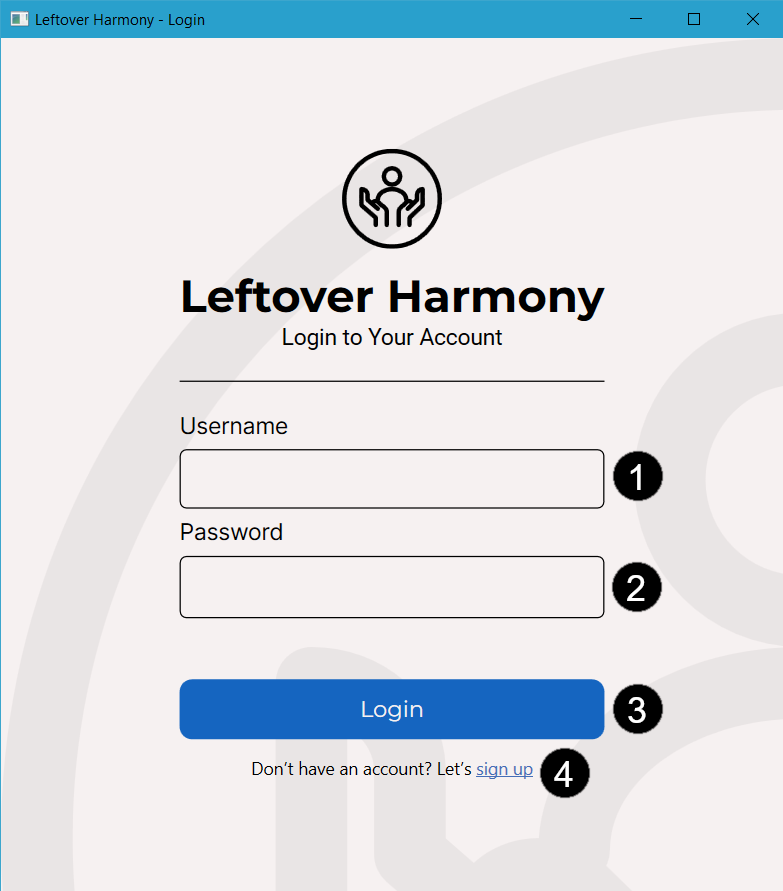 Leftover Harmony - Login
Leftover Harmony
Login to Your Account
Username
1
Password
2
Login
3
Don't have an account? Let's sign up
4